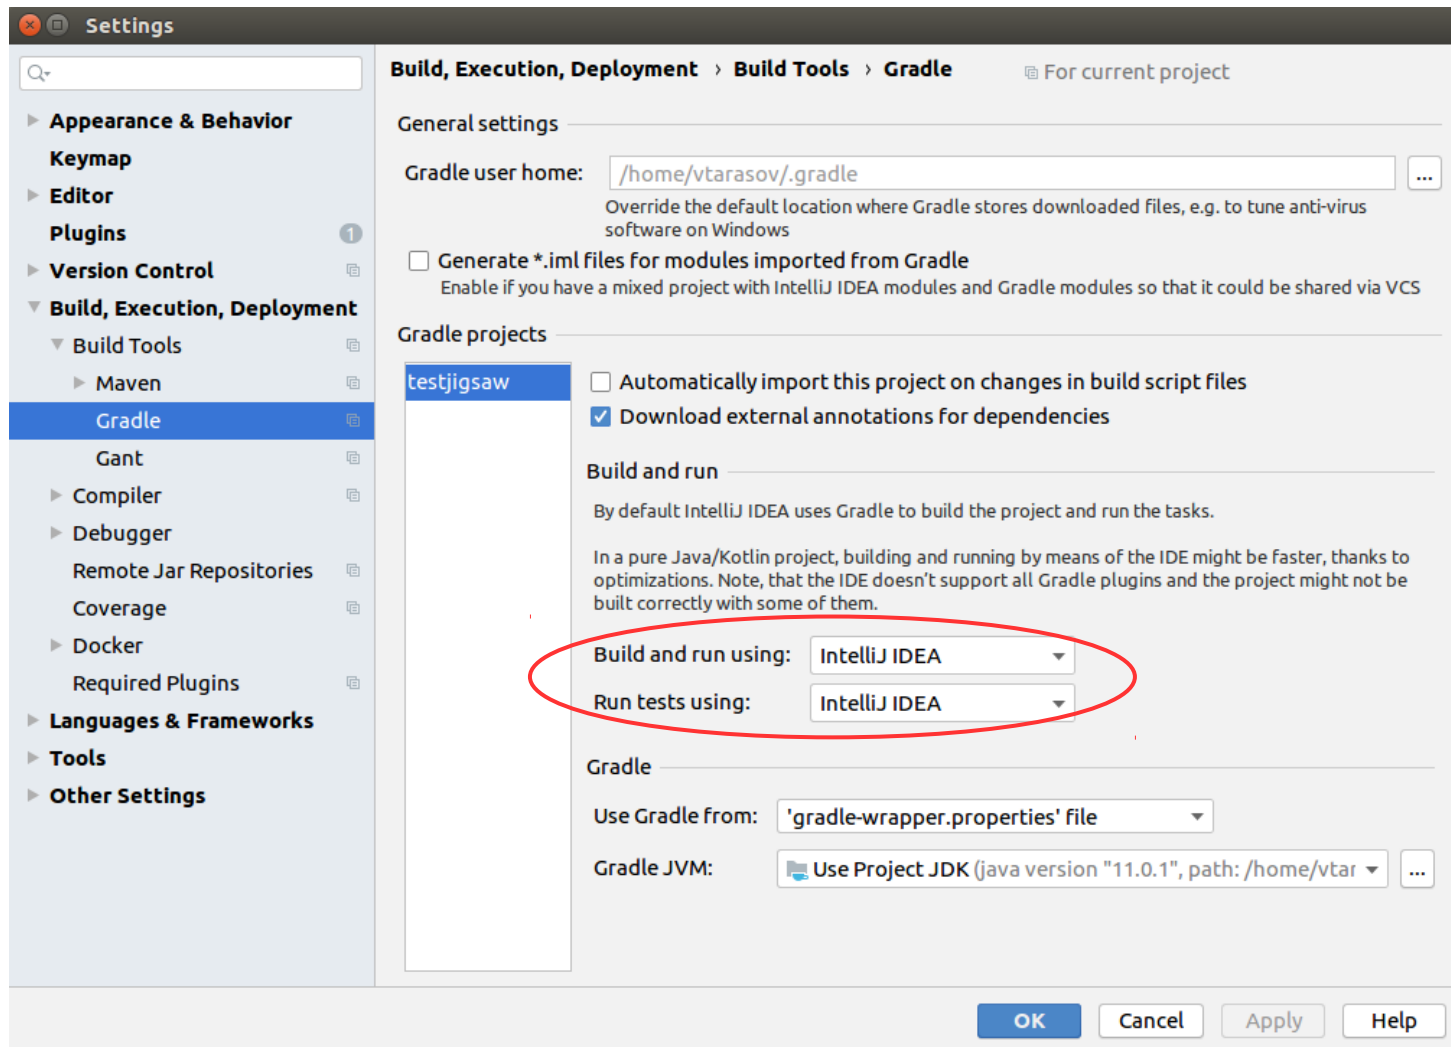 Settings
Build, Execution, Deployment › Build Tools › Gradle
For current project
Appearance & Behavior
Keymap
Editor
Plugins
1
Version Control
Build, Execution, Deployment
Build Tools
Maven
Gradle
Gant
Compiler
Debugger
Remote Jar Repositories
Coverage
Docker
Required Plugins
Languages & Frameworks
Tools
Other Settings
General settings
Gradle user home:
/home/vtarasov/.gradle
...
Override the default location where Gradle stores downloaded files, e.g. to tune anti-virus
software on Windows
Generate *.iml files for modules imported from Gradle
Enable if you have a mixed project with IntelliJ IDEA modules and Gradle modules so that it could be shared via VCS
Gradle projects
testjigsaw
Automatically import this project on changes in build script files
Download external annotations for dependencies
Build and run
By default IntelliJ IDEA uses Gradle to build the project and run the tasks.
In a pure Java/Kotlin project, building and running by means of the IDE might be faster, thanks to
optimizations. Note, that the IDE doesn't support all Gradle plugins and the project might not be
built correctly with some of them.
Build and run using: IntelliJ IDEA
Run tests using: IntelliJ IDEA
Gradle
Use Gradle from: 'gradle-wrapper.properties' file
Gradle JVM: Use Project JDK (java version "11.0.1", path: /home/vtar
...
OK
Cancel
Apply
Help